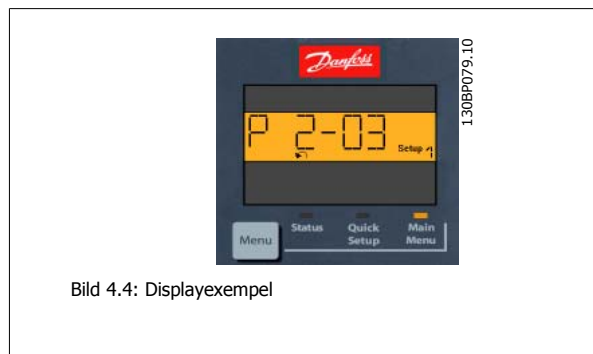 Danfoss
130BP079.10
P 2-03
Setup 1
Menu
Status
Quick Setup
Main Menu
Bild 4.4: Displayexempel